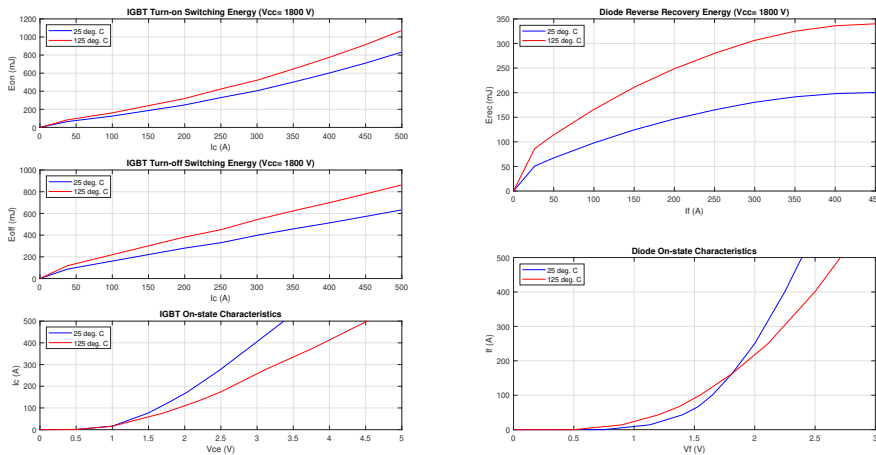 IGBT Turn-on Switching Energy (Vcc= 1800 V)
25 deg. C
125 deg. C
Eon (mJ)
1200
1000
800
600
400
200
0
0 50 100 150 200 250 300 350 400 450 500
Ic (A)
IGBT Turn-off Switching Energy (Vcc= 1800 V)
25 deg. C
125 deg. C
Eoff (mJ)
1000
800
600
400
200
0
0 50 100 150 200 250 300 350 400 450 500
Ic (A)
IGBT On-state Characteristics
25 deg. C
125 deg. C
Ic (A)
500
400
300
200
100
0
0 0.5 1 1.5 2 2.5 3 3.5 4 4.5 5
Vce (V)
Diode Reverse Recovery Energy (Vcc= 1800 V)
25 deg. C
125 deg. C
Erec (mJ)
350
300
250
200
150
100
50
0
0 50 100 150 200 250 300 350 400 450
If (A)
Diode On-state Characteristics
25 deg. C
125 deg. C
If (A)
500
400
300
200
100
0
0 0.5 1 1.5 2 2.5 3
Vf (V)